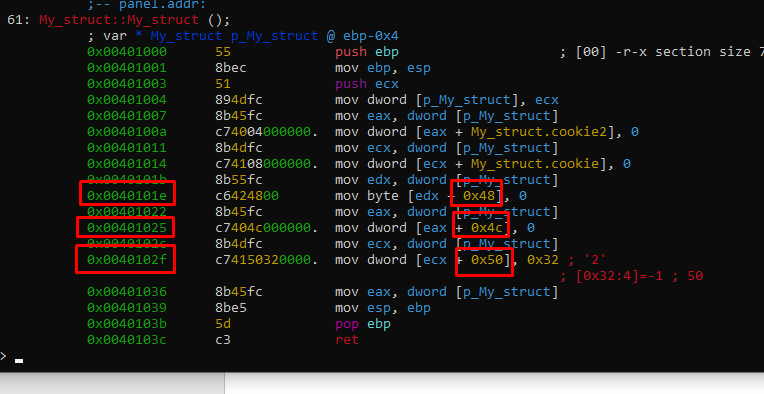 ;-- panel.addr:
61: My_struct::My_struct ();
; var * My_struct p_My_struct @ ebp-0x4
0x00401000 55 push ebp ; [00] -r-x section size 7
0x00401001 8bec mov ebp, esp
0x00401003 51 push ecx
0x00401004 894dfc mov dword [p_My_struct], ecx
0x00401007 8b45fc mov eax, dword [p_My_struct]
0x0040100a c74004000000. mov dword [eax + My_struct.cookie2], 0
0x00401011 8b4dfc mov ecx, dword [p_My_struct]
0x00401014 c74108000000. mov dword [ecx + My_struct.cookie], 0
0x0040101b 8b55fc mov edx, dword [p_My_struct]
0x0040101e c6424800 mov byte [edx + 0x48], 0
0x00401022 8b45fc mov eax, dword [p_My_struct]
0x00401025 c7404c000000. mov dword [eax + 0x4c], 0
0x0040102c 8b4dfc mov ecx, dword [p_My_struct]
0x0040102f c74150320000. mov dword [ecx + 0x50], 0x32 ; '2'
; [0x32:4]=-1 ; 50
0x00401036 8b45fc mov eax, dword [p_My_struct]
0x00401039 8be5 mov esp, ebp
0x0040103b 5d pop ebp
0x0040103c c3 ret
>